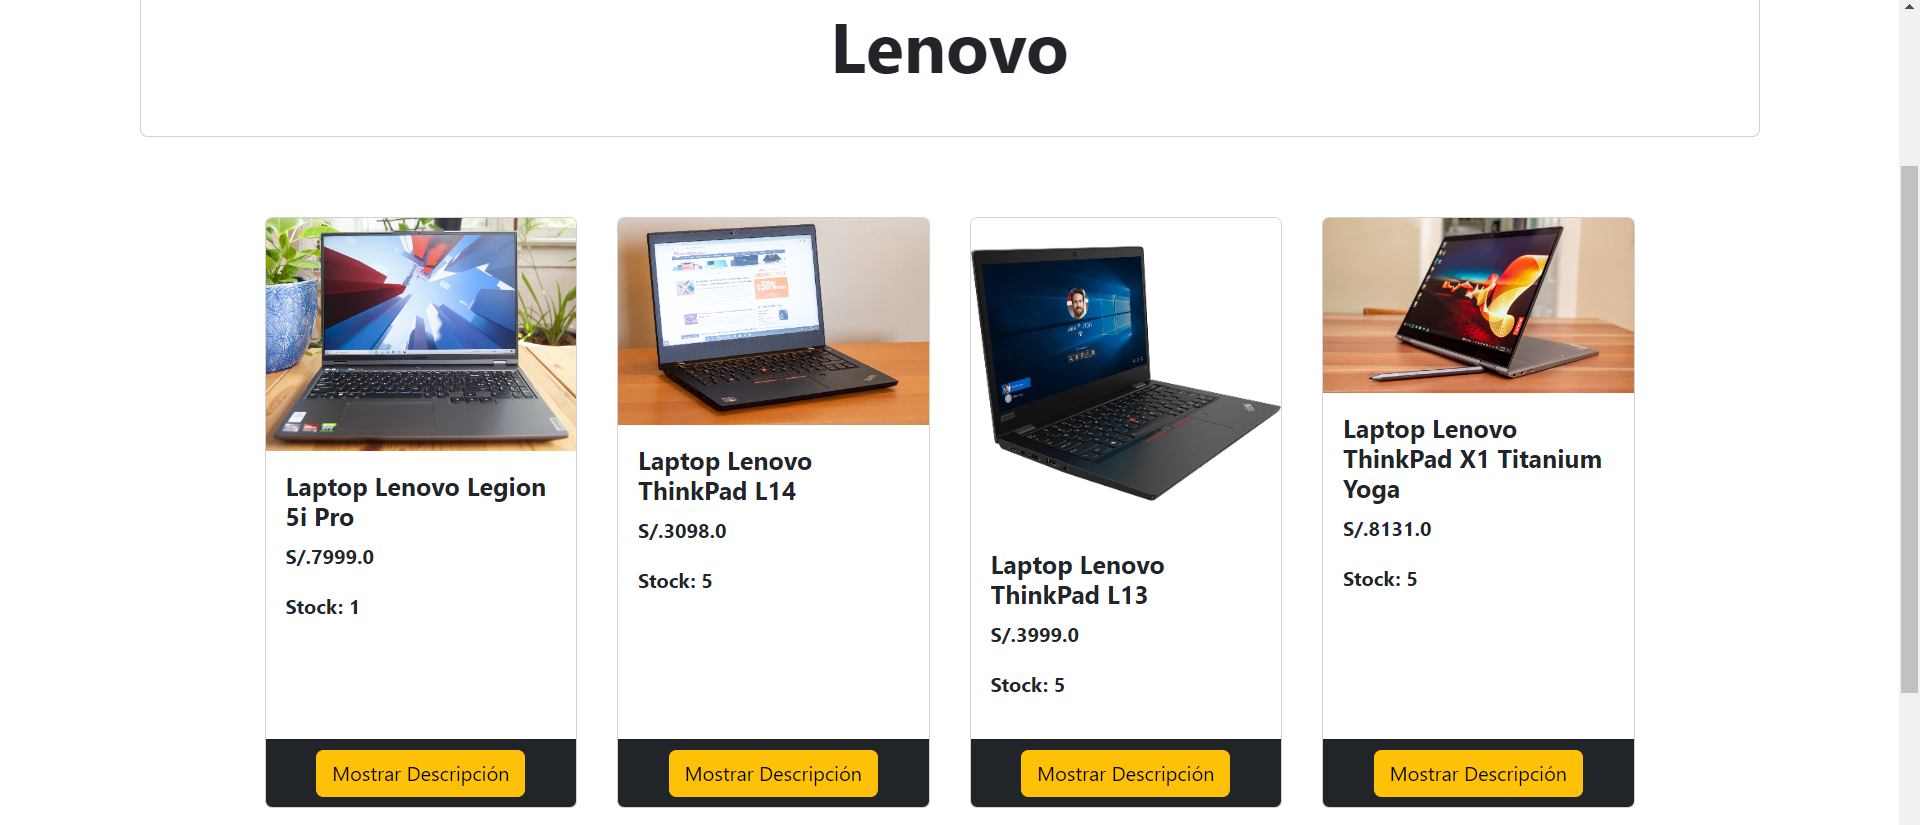 Lenovo
Laptop Lenovo Legion
5i Pro
S/.7999.0
Stock: 1
Mostrar Descripción
Laptop Lenovo
ThinkPad L14
S/.3098.0
Stock: 5
Mostrar Descripción
Laptop Lenovo
ThinkPad L13
S/.3999.0
Stock: 5
Mostrar Descripción
Laptop Lenovo
ThinkPad X1 Titanium
Yoga
S/.8131.0
Stock: 5
Mostrar Descripción